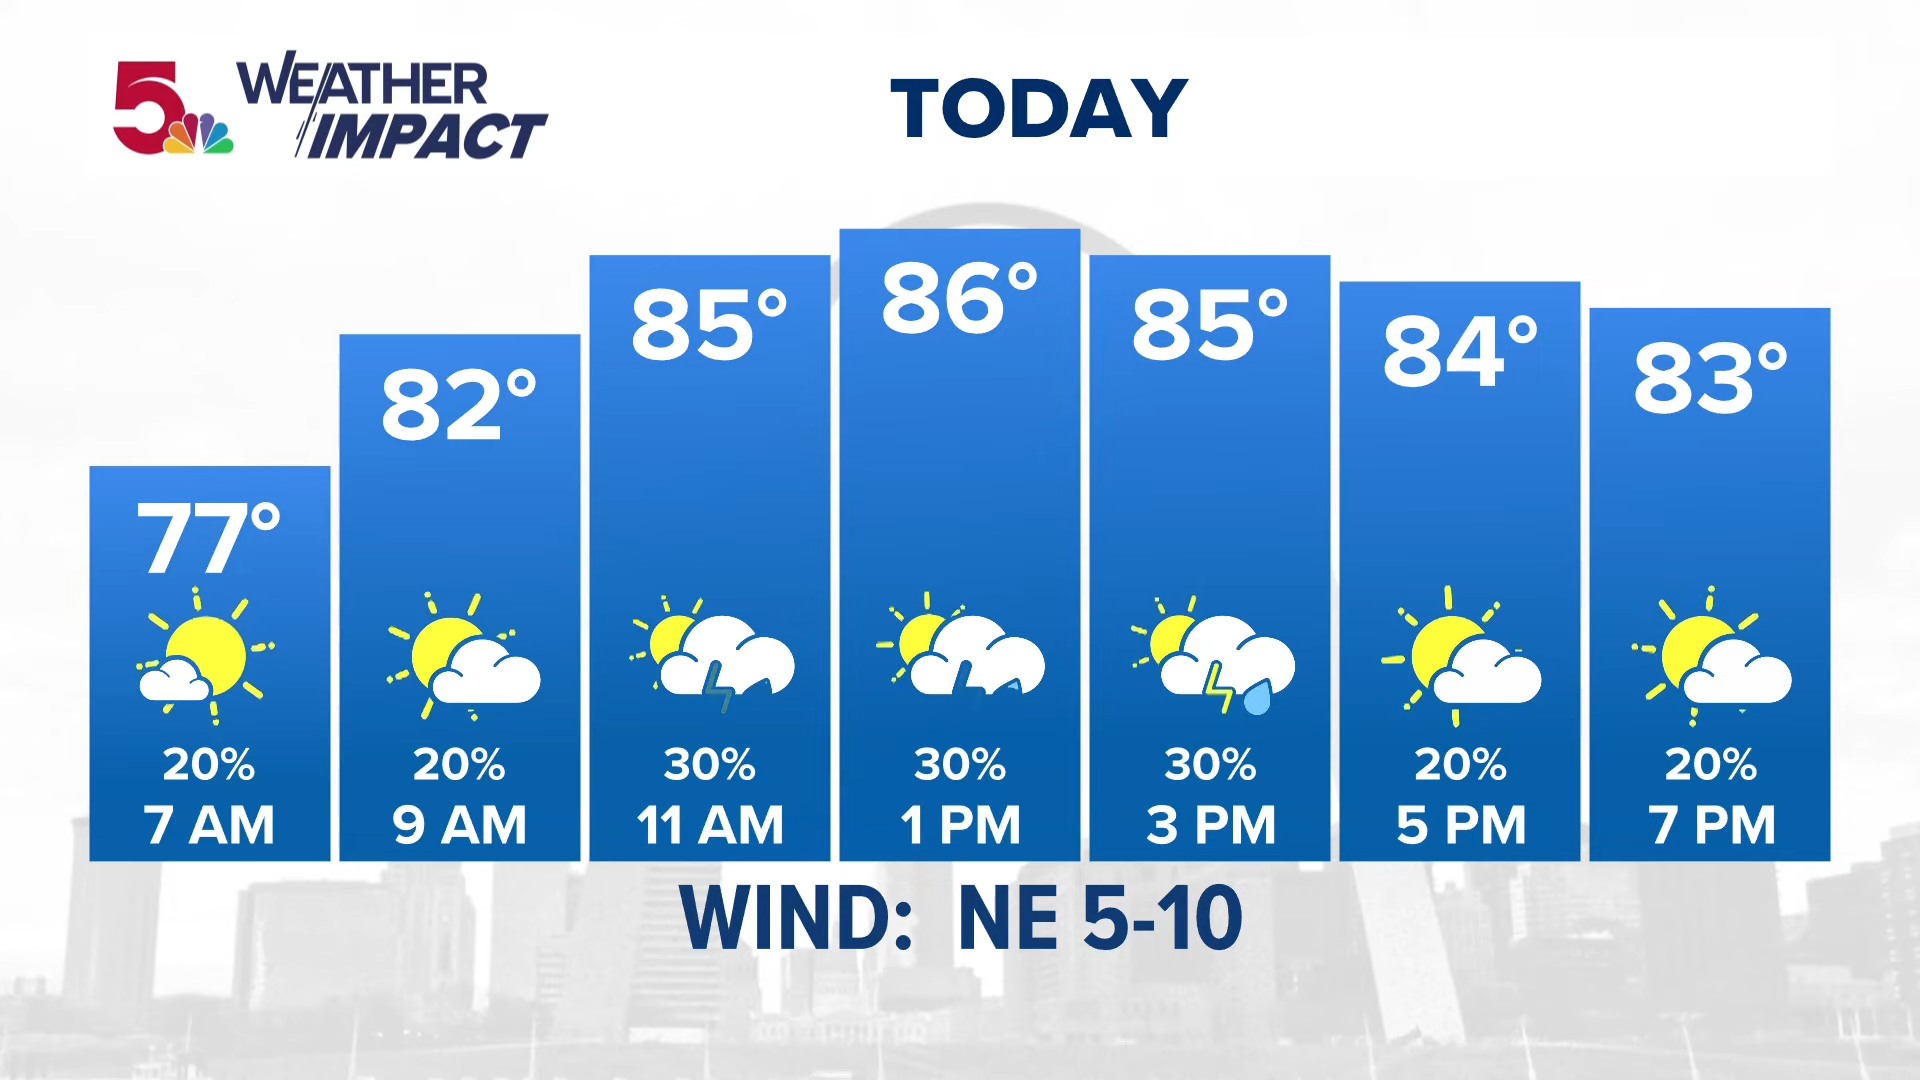 5 WEATHER IMPACT
TODAY
77° 82° 85° 86° 85° 84° 83°
20% 20% 30% 30% 30% 20% 20%
7 AM 9 AM 11 AM 1 PM 3 PM 5 PM 7 PM
WIND: NE 5-10